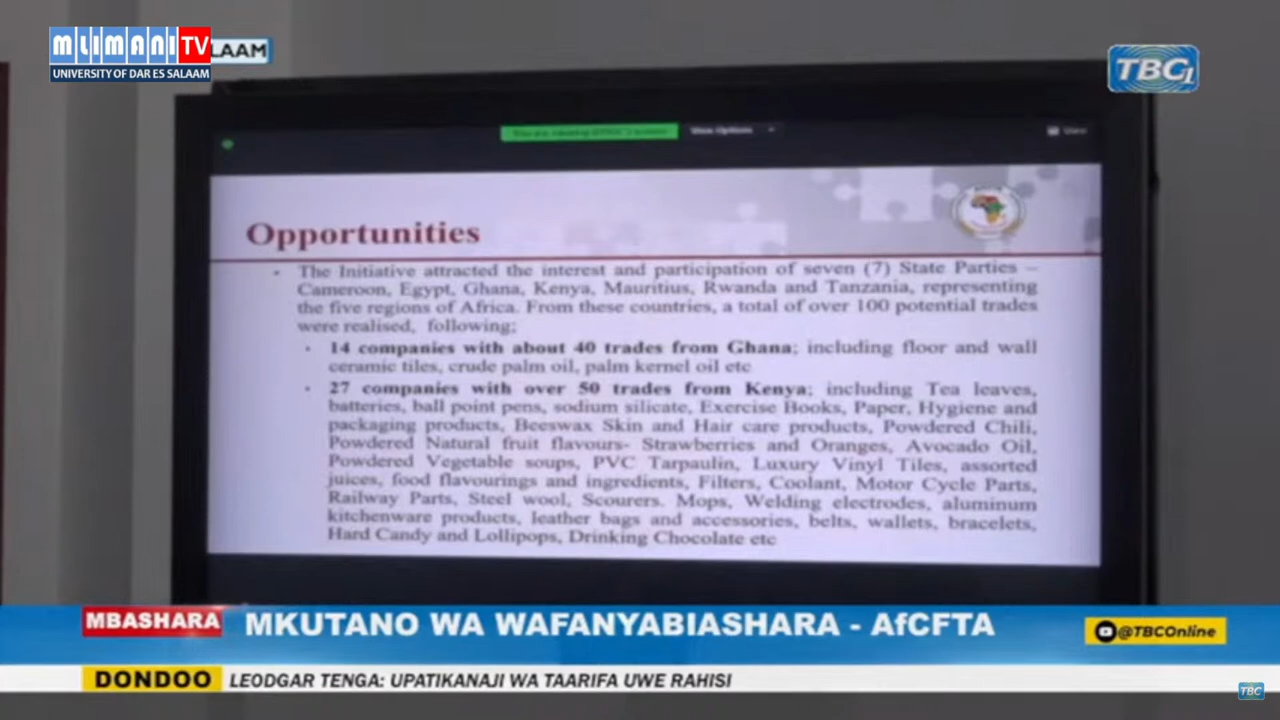 MLIMANI TV
UNIVERSITY OF DAR ES SALAAM
LAAM
TBC1
View Options
View
Opportunities
• The Initiative attracted the interest and participation of seven (7) State Parties –
Cameroon, Egypt, Ghana, Kenya, Mauritius, Rwanda and Tanzania, representing
the five regions of Africa. From these countries, a total of over 100 potential trades
were realised, following;
• 14 companies with about 40 trades from Ghana; including floor and wall
ceramic tiles, crude palm oil, palm kernel oil etc
• 27 companies with over 50 trades from Kenya; including Tea leaves,
batteries, ball point pens, sodium silicate, Exercise Books, Paper, Hygiene and
packaging products, Beeswax Skin and Hair care products, Powdered Chili,
Powdered Natural fruit flavours- Strawberries and Oranges, Avocado Oil,
Powdered Vegetable soups, PVC Tarpaulin, Luxury Vinyl Tiles, assorted
juices, food flavourings and ingredients, Filters, Coolant, Motor Cycle Parts,
Railway Parts, Steel wool, Scourers. Mops, Welding electrodes, aluminum
kitchenware products, leather bags and accessories, belts, wallets, bracelets,
Hard Candy and Lollipops, Drinking Chocolate etc
MBASHARA MKUTANO WA WAFANYABIASHARA - AfCFTA
@TBCOnline
DONDOO LEODGAR TENGA: UPATIKANAJI WA TAARIFA UWE RAHISI
TBC